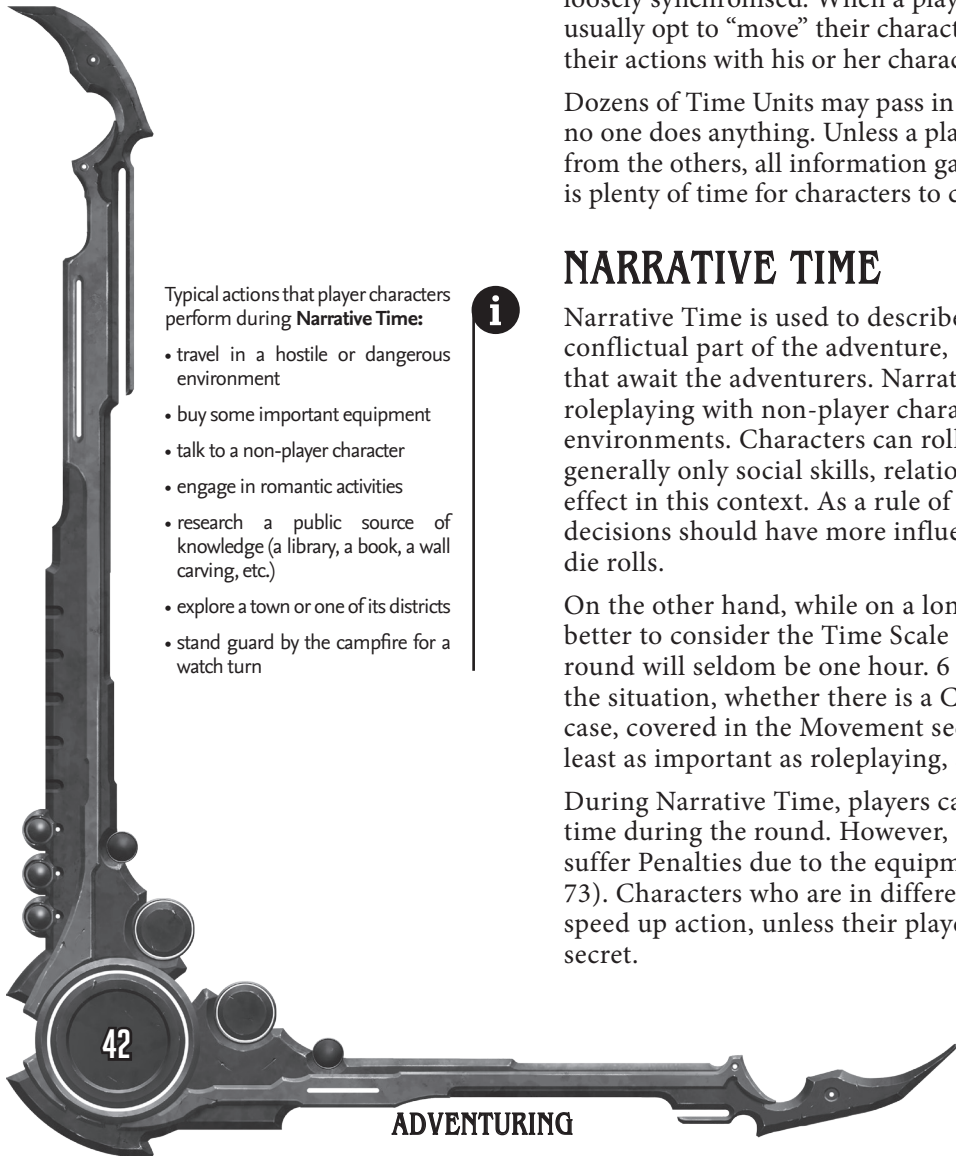 Typical actions that player characters
perform during Narrative Time:
• travel in a hostile or dangerous
environment
• buy some important equipment
• talk to a non-player character
• engage in romantic activities
• research a public source of
knowledge (a library, a book, a wall
carving, etc.)
• explore a town or one of its districts
• stand guard by the campfire for a
watch turn
i
usually opt to “move” their charact
their actions with his or her charac
Dozens of Time Units may pass in
no one does anything. Unless a pla
from the others, all information ga
is plenty of time for characters to c
NARRATIVE TIME
Narrative Time is used to describe
conflictual part of the adventure,
that await the adventurers. Narrat
roleplaying with non-player chara
environments. Characters can roll
generally only social skills, relatio
effect in this context. As a rule of
decisions should have more influe
die rolls.
On the other hand, while on a lon
better to consider the Time Scale
round will seldom be one hour. 6
the situation, whether there is a C
case, covered in the Movement sec
least as important as roleplaying,
During Narrative Time, players ca
time during the round. However,
suffer Penalties due to the equipm
73). Characters who are in differe
speed up action, unless their playe
secret.
42
ADVENTURING